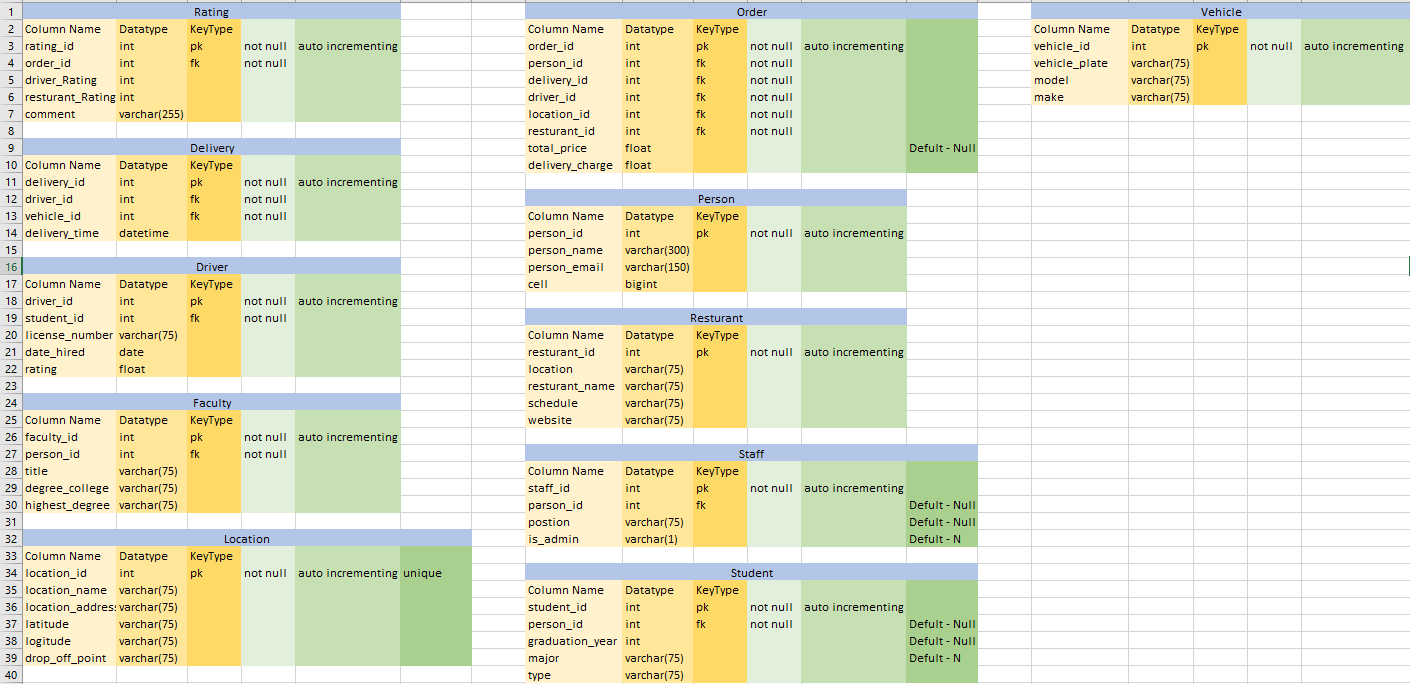 1 Rating Order Vehicle
2 Column Name Datatype KeyType Column Name Datatype KeyType Column Name Datatype KeyType
3 rating_id int pk not null auto incrementing order_id int pk not null auto incrementing vehicle_id int pk not null auto incrementing
4 order_id int fk not null person_id int fk not null vehicle_plate varchar(75)
5 driver_Rating int delivery_id int fk not null model varchar(75)
6 resturant_Rating int driver_id int fk not null make varchar(75)
7 comment varchar(255) location_id int fk not null
8 resturant_id int fk not null
9 Delivery total_price float Defult - Null
10 Column Name Datatype KeyType delivery_charge float
11 delivery_id int pk not null auto incrementing
12 driver_id int fk not null Person
13 vehicle_id int fk not null Column Name Datatype KeyType
14 delivery_time datetime person_id int pk not null auto incrementing
15 person_name varchar(300)
16 Driver person_email varchar(150)
17 Column Name Datatype KeyType cell bigint
18 driver_id int pk not null auto incrementing
19 student_id int fk not null Resturant
20 license_number varchar(75) Column Name Datatype KeyType
21 date_hired date resturant_id int pk not null auto incrementing
22 rating float location varchar(75)
23 resturant_name varchar(75)
24 Faculty schedule varchar(75)
25 Column Name Datatype KeyType website varchar(75)
26 faculty_id int pk not null auto incrementing
27 person_id int fk not null Staff
28 title varchar(75) Column Name Datatype KeyType
29 degree_college varchar(75) staff_id int pk not null auto incrementing
30 highest_degree varchar(75) parson_id int fk Defult - Null
31 postion varchar(75) Defult - Null
32 Location is_admin varchar(1) Defult - N
33 Column Name Datatype KeyType
34 location_id int pk not null auto incrementing unique Student
35 location_name varchar(75) Column Name Datatype KeyType
36 location_addres varchar(75) student_id int pk not null auto incrementing
37 latitude varchar(75) person_id int fk not null Defult - Null
38 logitude varchar(75) graduation_year int Defult - Null
39 drop_off_point varchar(75) major varchar(75) Defult - N
40 type varchar(75)